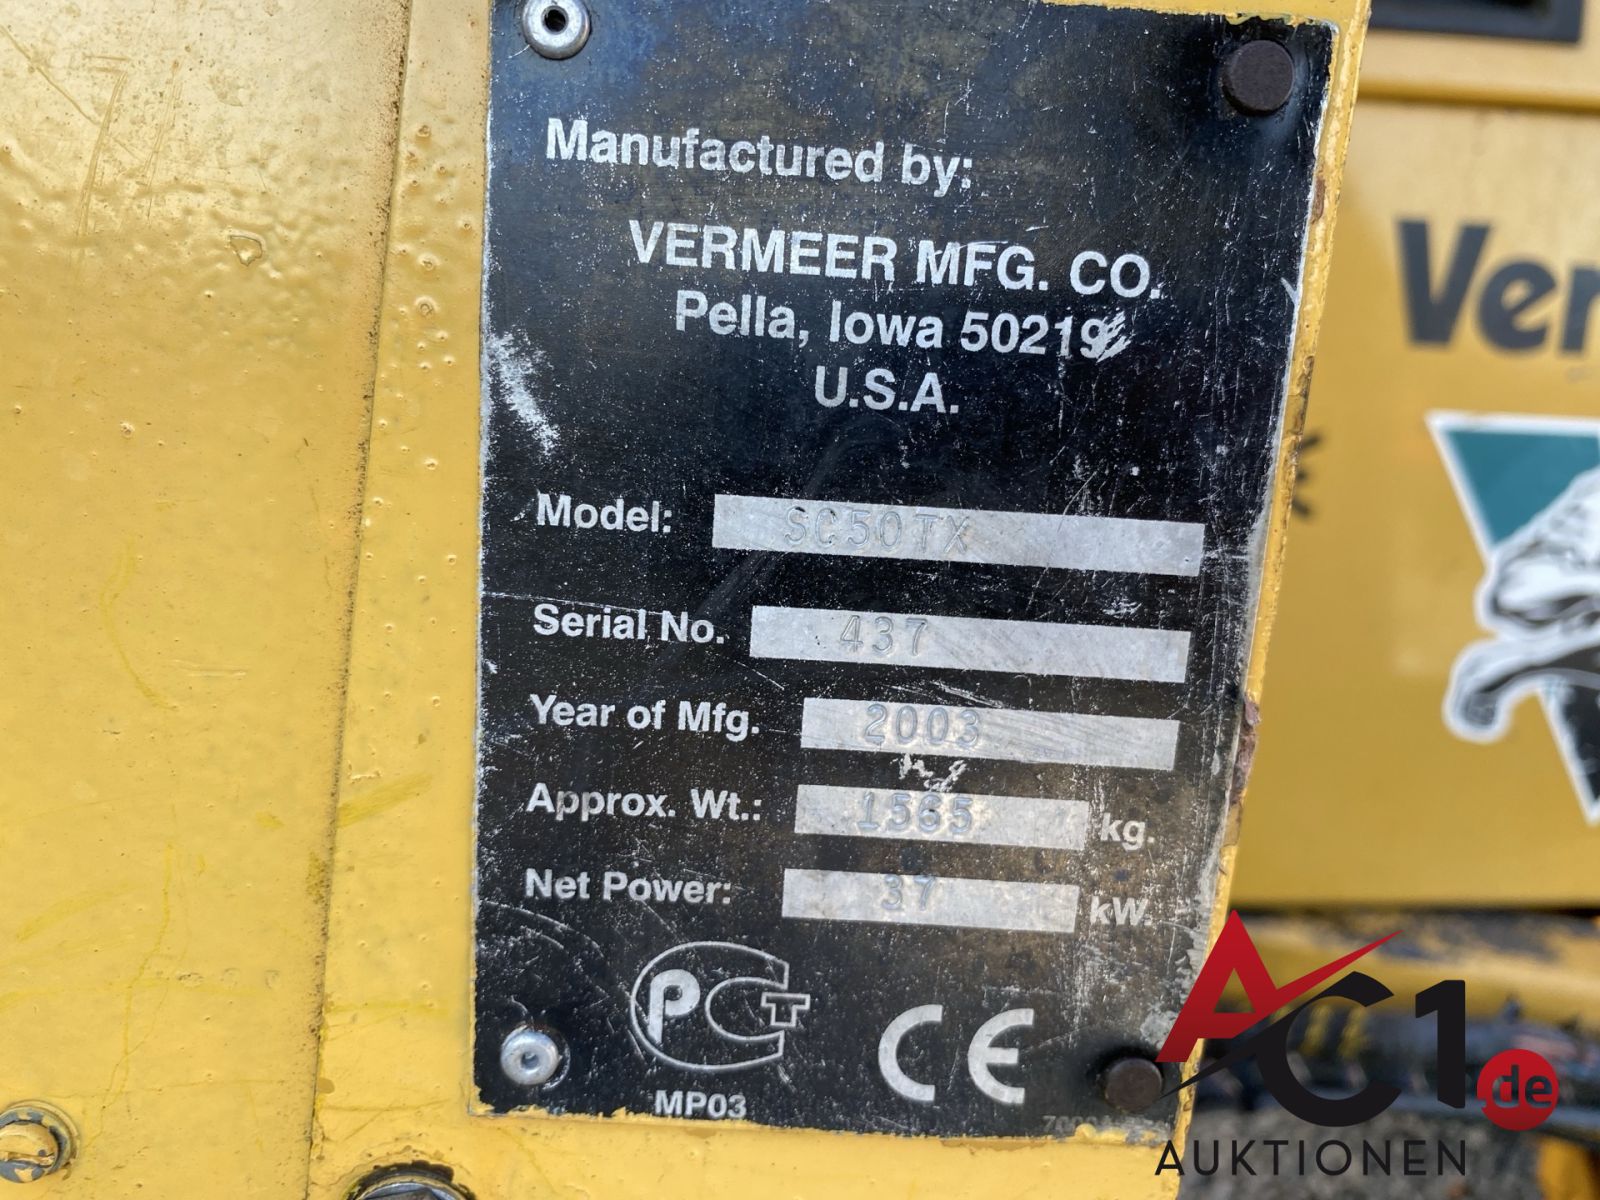 Manufactured by:
VERMEER MFG. CO.
Pella, Iowa 50219
U.S.A.
Model: SC50TX
Serial No. 437
Year of Mfg. 2003
Approx. Wt.: 1565 kg.
Net Power: 37 kW.
PCT
CE
MP03
Ver
AC1.de
AUKTIONEN